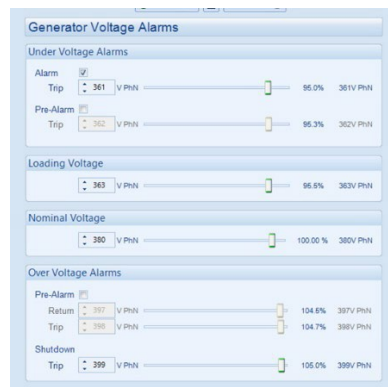 Generator Voltage Alarms
Under Voltage Alarms
Alarm
Trip 361 V PhN 95.0% 361V PhN
Pre-Alarm
Trip 362 V PhN 95.3% 362V PhN
Loading Voltage
363 V PhN 95.5% 363V PhN
Nominal Voltage
380 V PhN 100.00 % 380V PhN
Over Voltage Alarms
Pre-Alarm
Return 397 V PhN 104.5% 397V PhN
Trip 398 V PhN 104.7% 398V PhN
Shutdown
Trip 399 V PhN 105.0% 399V PhN